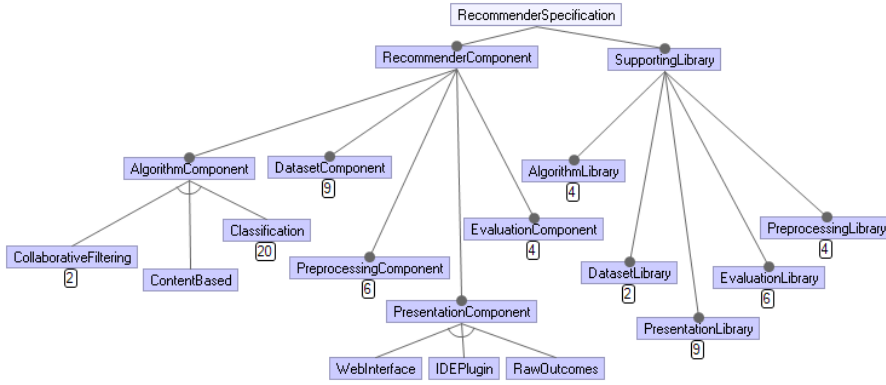 RecommenderSpecification
RecommenderComponent
SupportingLibrary
AlgorithmComponent
DatasetComponent
9
AlgorithmLibrary
4
Classification
20
EvaluationComponent
4
PreprocessingLibrary
4
CollaborativeFiltering
2
ContentBased
PreprocessingComponent
6
DatasetLibrary
2
EvaluationLibrary
6
PresentationComponent
PresentationLibrary
9
WebInterface
IDEPlugin
RawOutcomes